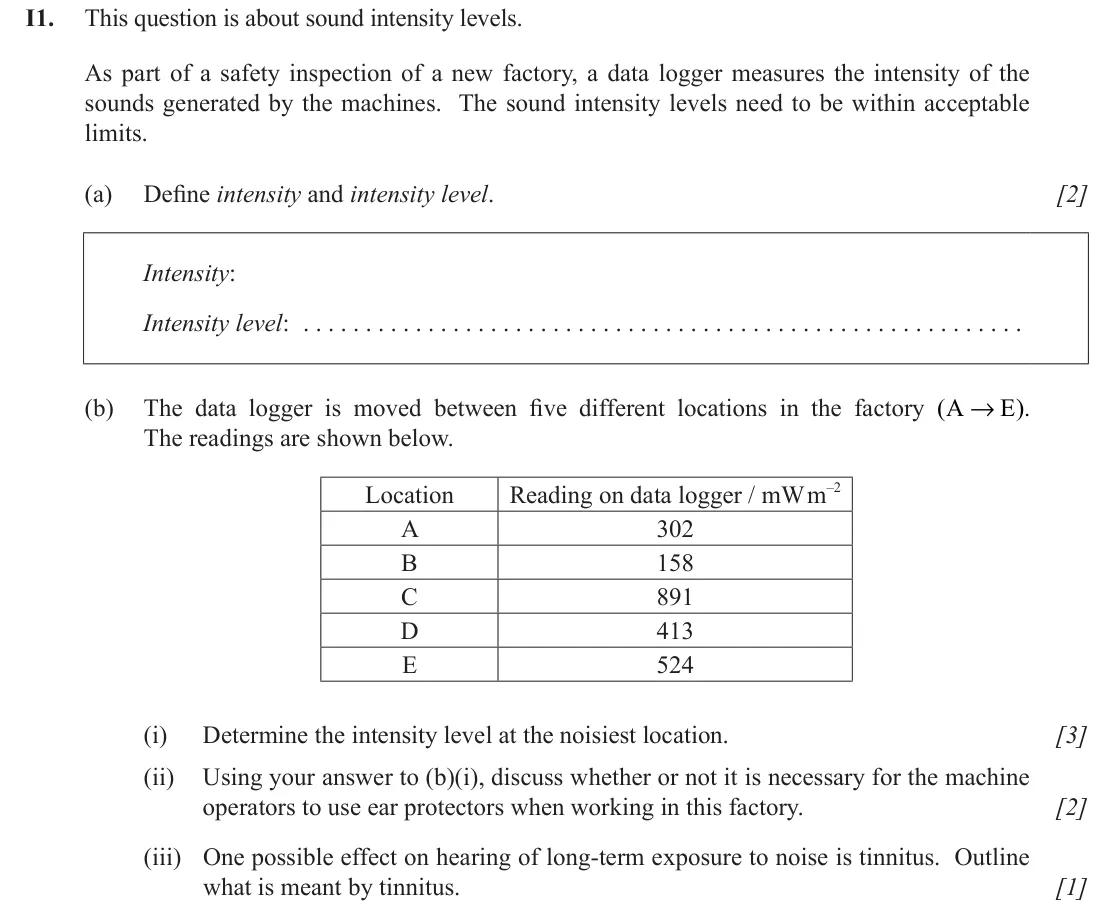 I1. This question is about sound intensity levels.
As part of a safety inspection of a new factory, a data logger measures the intensity of the
sounds generated by the machines. The sound intensity levels need to be within acceptable
limits.
(a) Define intensity and intensity level. [2]
Intensity:
Intensity level: . . . . . . . . . . . . . . . . . . . . . . . . . . . . . . . . . . . . . . . . . . . . . . . . . . . . . . . . . .
(b) The data logger is moved between five different locations in the factory (A → E).
The readings are shown below.
Location Reading on data logger / mW m⁻²
A 302
B 158
C 891
D 413
E 524
(i) Determine the intensity level at the noisiest location. [3]
(ii) Using your answer to (b)(i), discuss whether or not it is necessary for the machine
operators to use ear protectors when working in this factory. [2]
(iii) One possible effect on hearing of long-term exposure to noise is tinnitus. Outline
what is meant by tinnitus. [1]